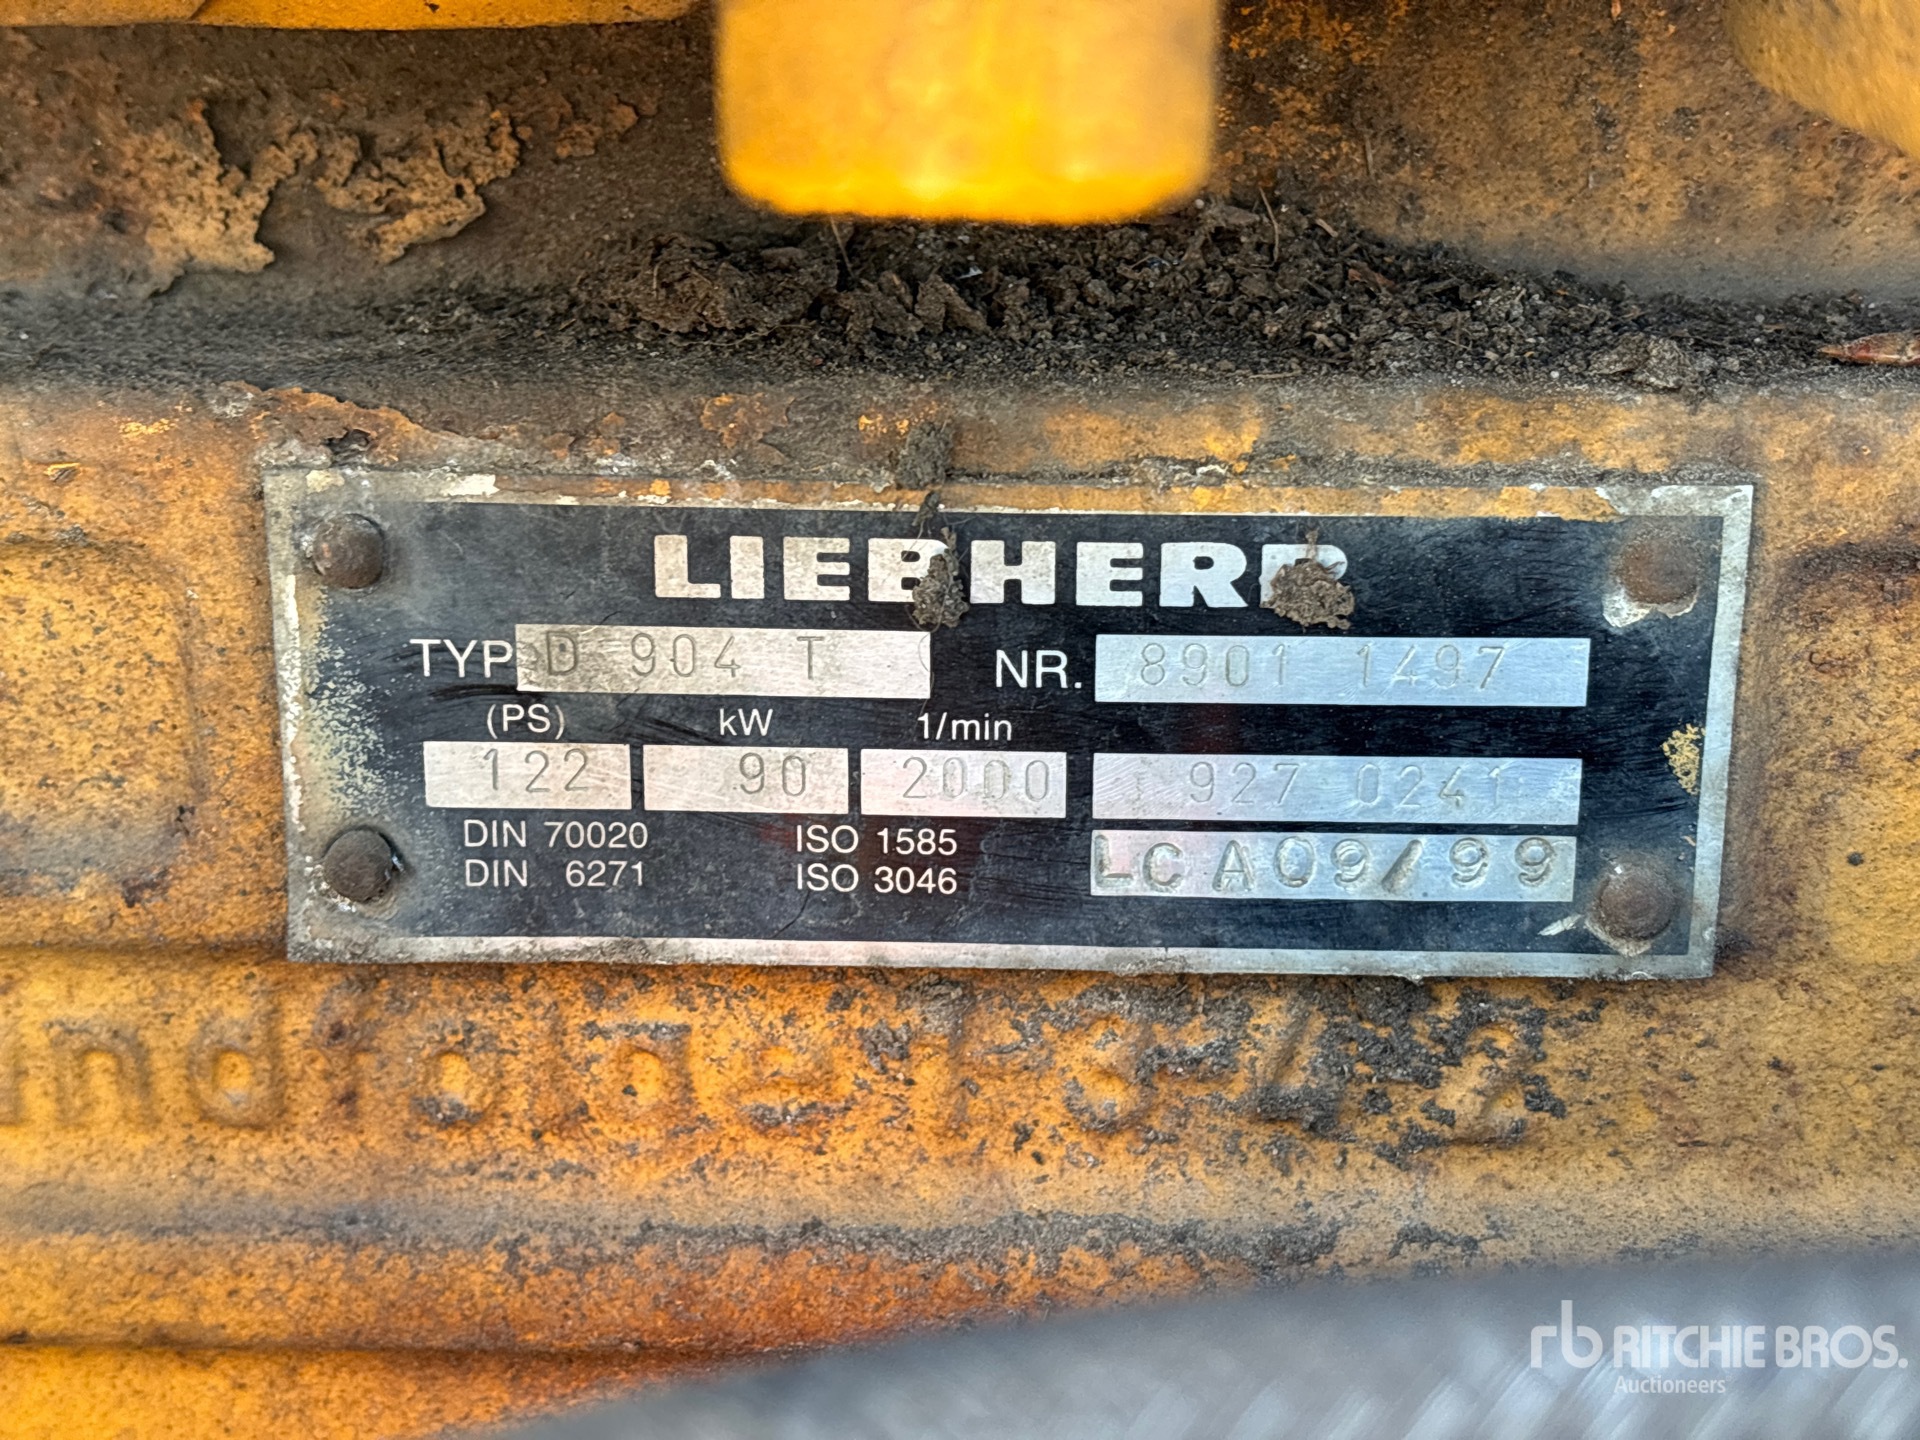 LIEBHERR
TYP D 904 T NR. 8901 1497
(PS) kW 1/min
122 90 2000 927 0241
DIN 70020 ISO 1585
DIN 6271 ISO 3046
LC A09/99
rb RITCHIE BROS.
Auctioneers